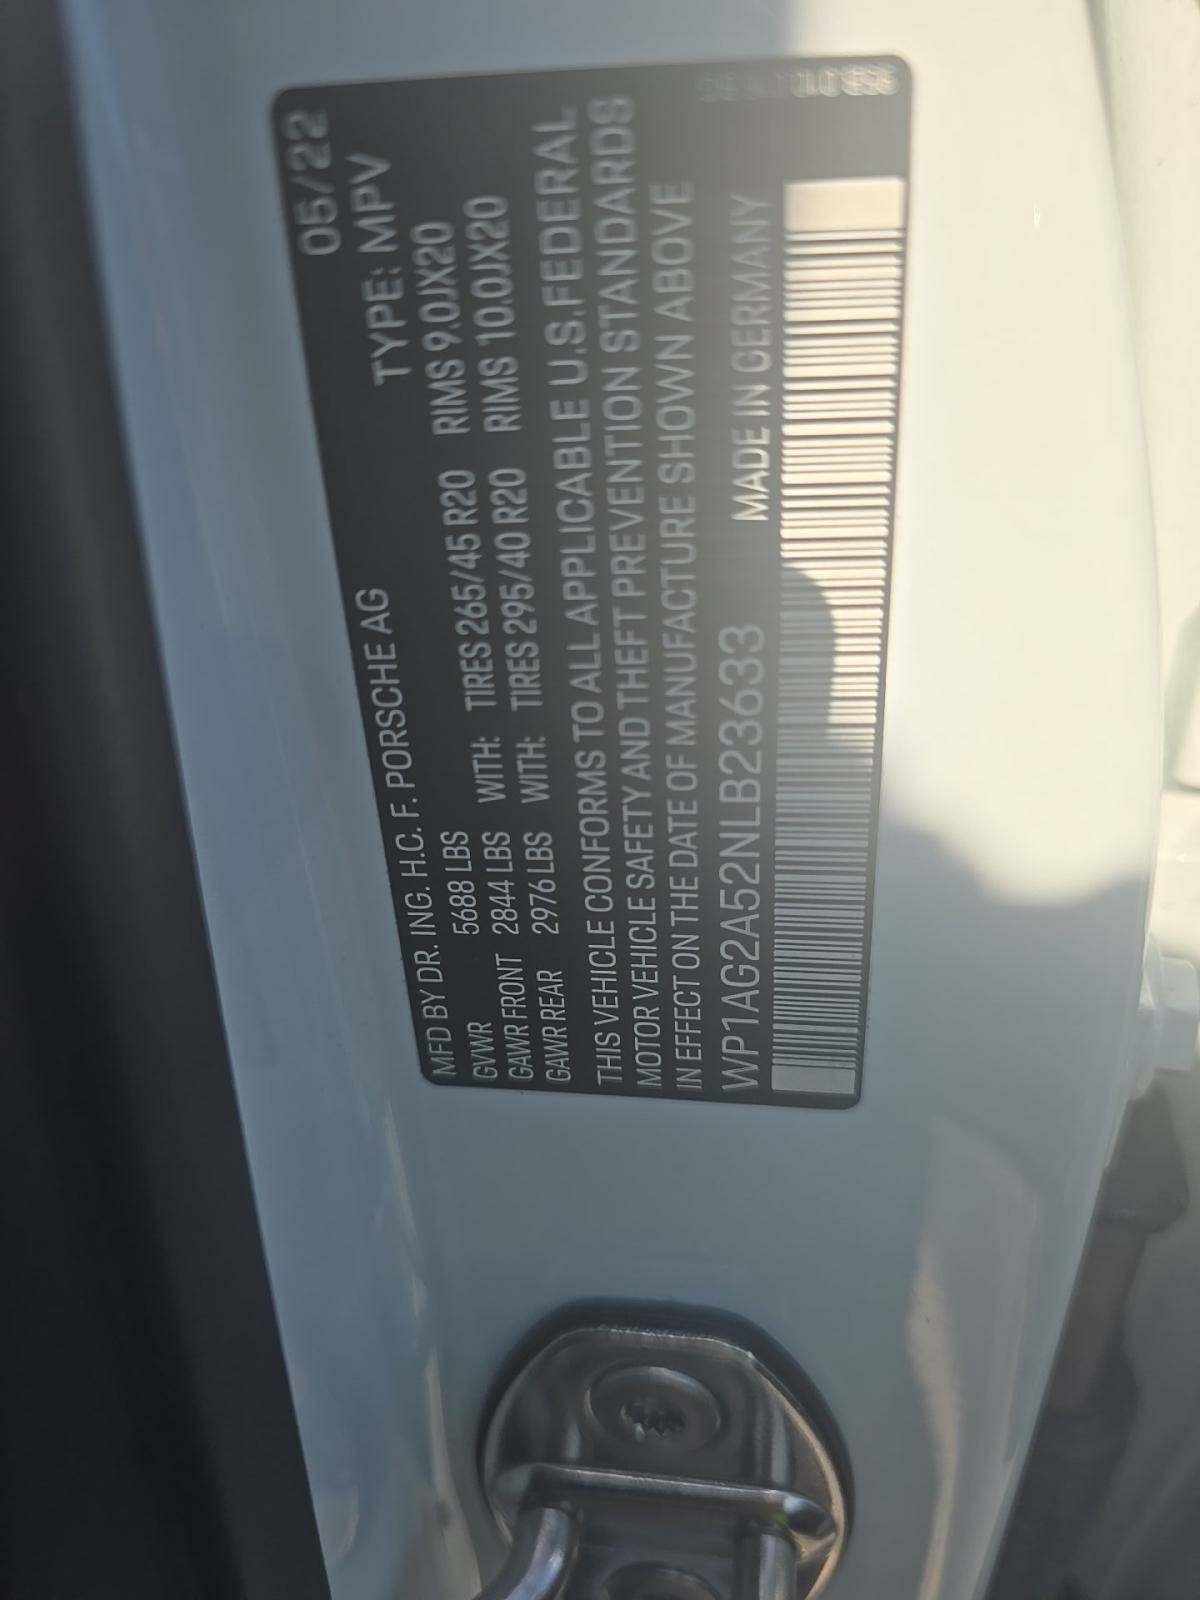 MFD BY DR. ING. H.C. F. PORSCHE AG 05/22
GVWR 5688 LBS TYPE: MPV
GAWR FRONT 2844 LBS WITH: TIRES 265/45 R20 RIMS 9.0JX20
GAWR REAR 2976 LBS WITH: TIRES 295/40 R20 RIMS 10.0JX20
THIS VEHICLE CONFORMS TO ALL APPLICABLE U.S.FEDERAL
MOTOR VEHICLE SAFETY AND THEFT PREVENTION STANDARDS
IN EFFECT ON THE DATE OF MANUFACTURE SHOWN ABOVE
WP1AG2A52NLB23633 MADE IN GERMANY